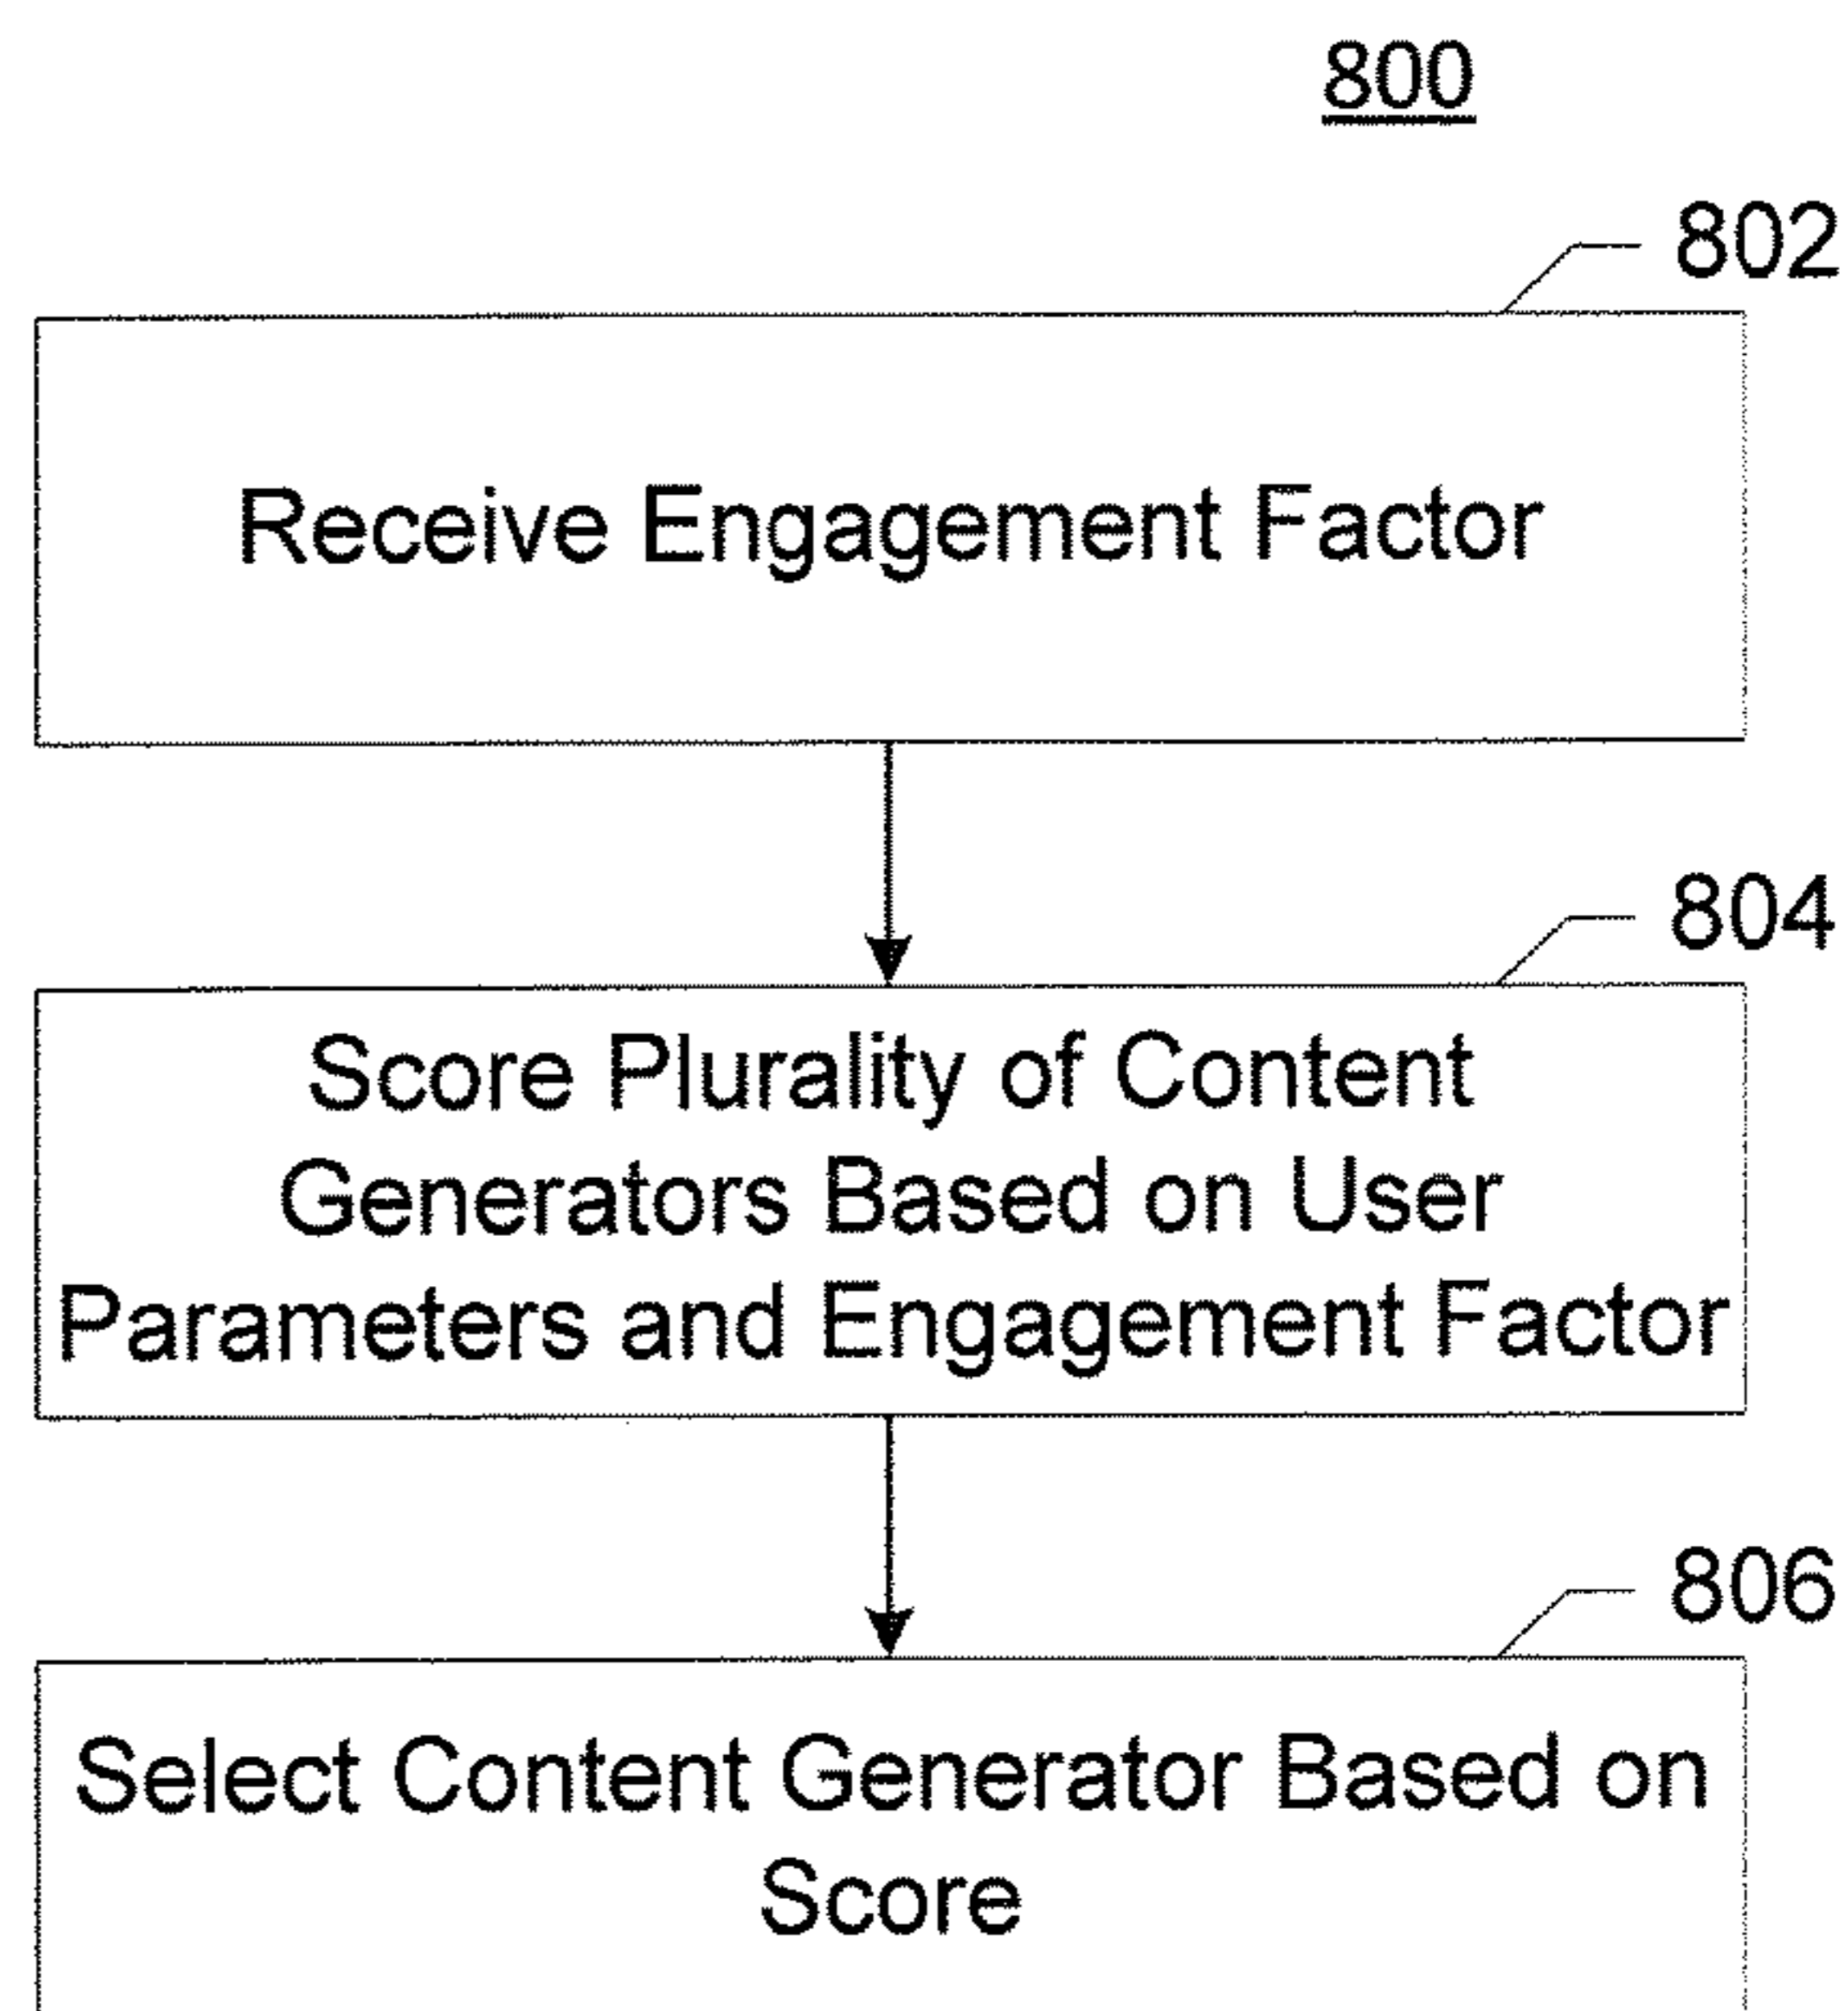 800
802
Receive Engagement Factor
804
Score Plurality of Content
Generators Based on User
Parameters and Engagement Factor
806
Select Content Generator Based on
Score